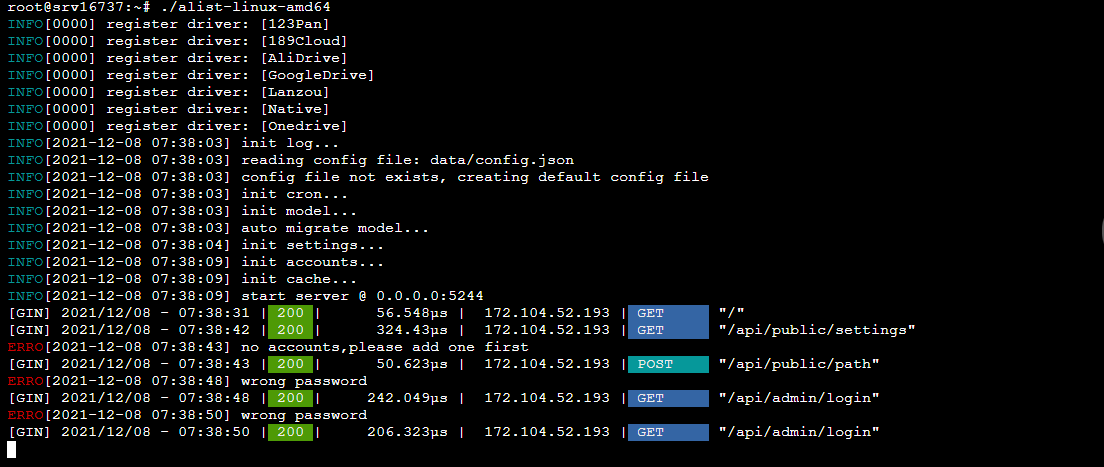 root@srv16737:~# ./alist-linux-amd64
INFO[0000] register driver: [123Pan]
INFO[0000] register driver: [189Cloud]
INFO[0000] register driver: [AliDrive]
INFO[0000] register driver: [GoogleDrive]
INFO[0000] register driver: [Lanzou]
INFO[0000] register driver: [Native]
INFO[0000] register driver: [Onedrive]
INFO[2021-12-08 07:38:03] init log...
INFO[2021-12-08 07:38:03] reading config file: data/config.json
INFO[2021-12-08 07:38:03] config file not exists, creating default config file
INFO[2021-12-08 07:38:03] init cron...
INFO[2021-12-08 07:38:03] init model...
INFO[2021-12-08 07:38:03] auto migrate model...
INFO[2021-12-08 07:38:04] init settings...
INFO[2021-12-08 07:38:09] init accounts...
INFO[2021-12-08 07:38:09] init cache...
INFO[2021-12-08 07:38:09] start server @ 0.0.0.0:5244
[GIN] 2021/12/08 - 07:38:31 | 200 | 56.548µs | 172.104.52.193 | GET "/"
[GIN] 2021/12/08 - 07:38:42 | 200 | 324.43µs | 172.104.52.193 | GET "/api/public/settings"
ERRO[2021-12-08 07:38:43] no accounts,please add one first
[GIN] 2021/12/08 - 07:38:43 | 200 | 50.623µs | 172.104.52.193 | POST "/api/public/path"
ERRO[2021-12-08 07:38:48] wrong password
[GIN] 2021/12/08 - 07:38:48 | 200 | 242.049µs | 172.104.52.193 | GET "/api/admin/login"
ERRO[2021-12-08 07:38:50] wrong password
[GIN] 2021/12/08 - 07:38:50 | 200 | 206.323µs | 172.104.52.193 | GET "/api/admin/login"